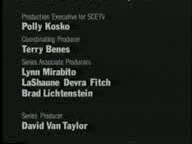 Production Executive for SCETV
Polly Kosko
Coordinating Producer
Terry Benes
Series Associate Producers
Lynn Mirabito
LaShaune Devra Fitch
Brad Lichtenstein
Series Producer
David Van Taylor